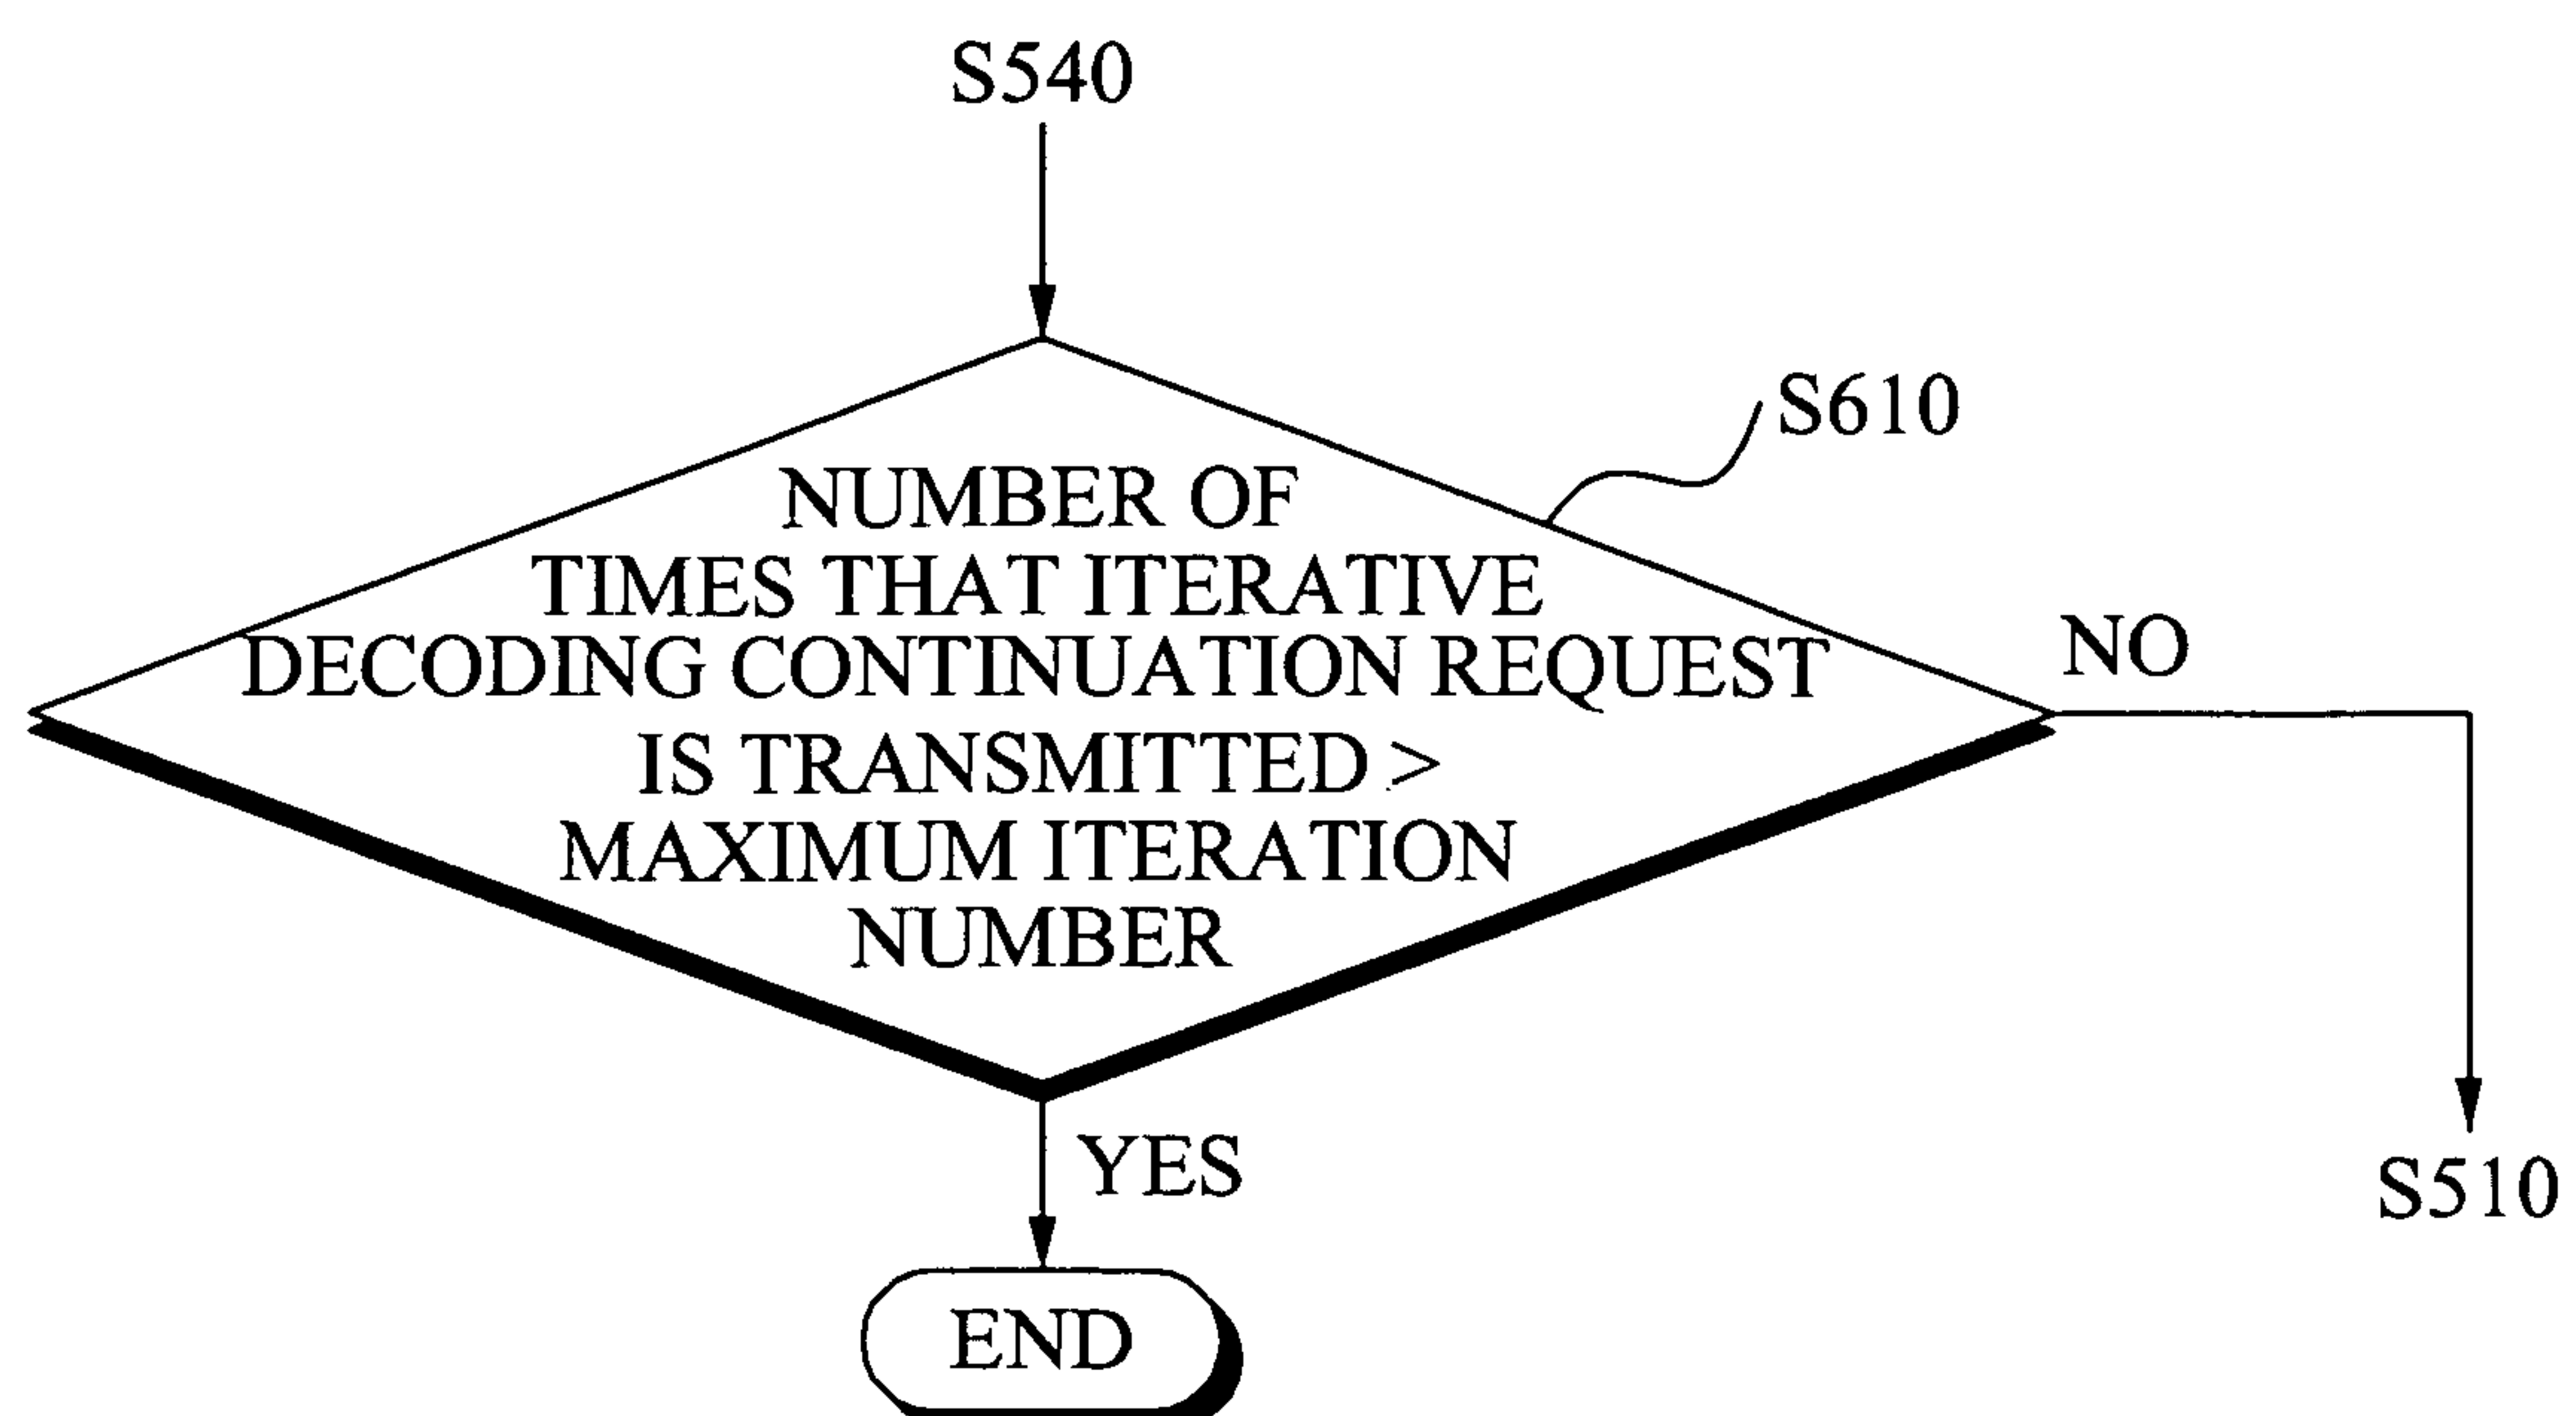 S540
S610
NUMBER OF
TIMES THAT ITERATIVE
DECODING CONTINUATION REQUEST
IS TRANSMITTED >
MAXIMUM ITERATION
NUMBER
NO
YES
S510
END